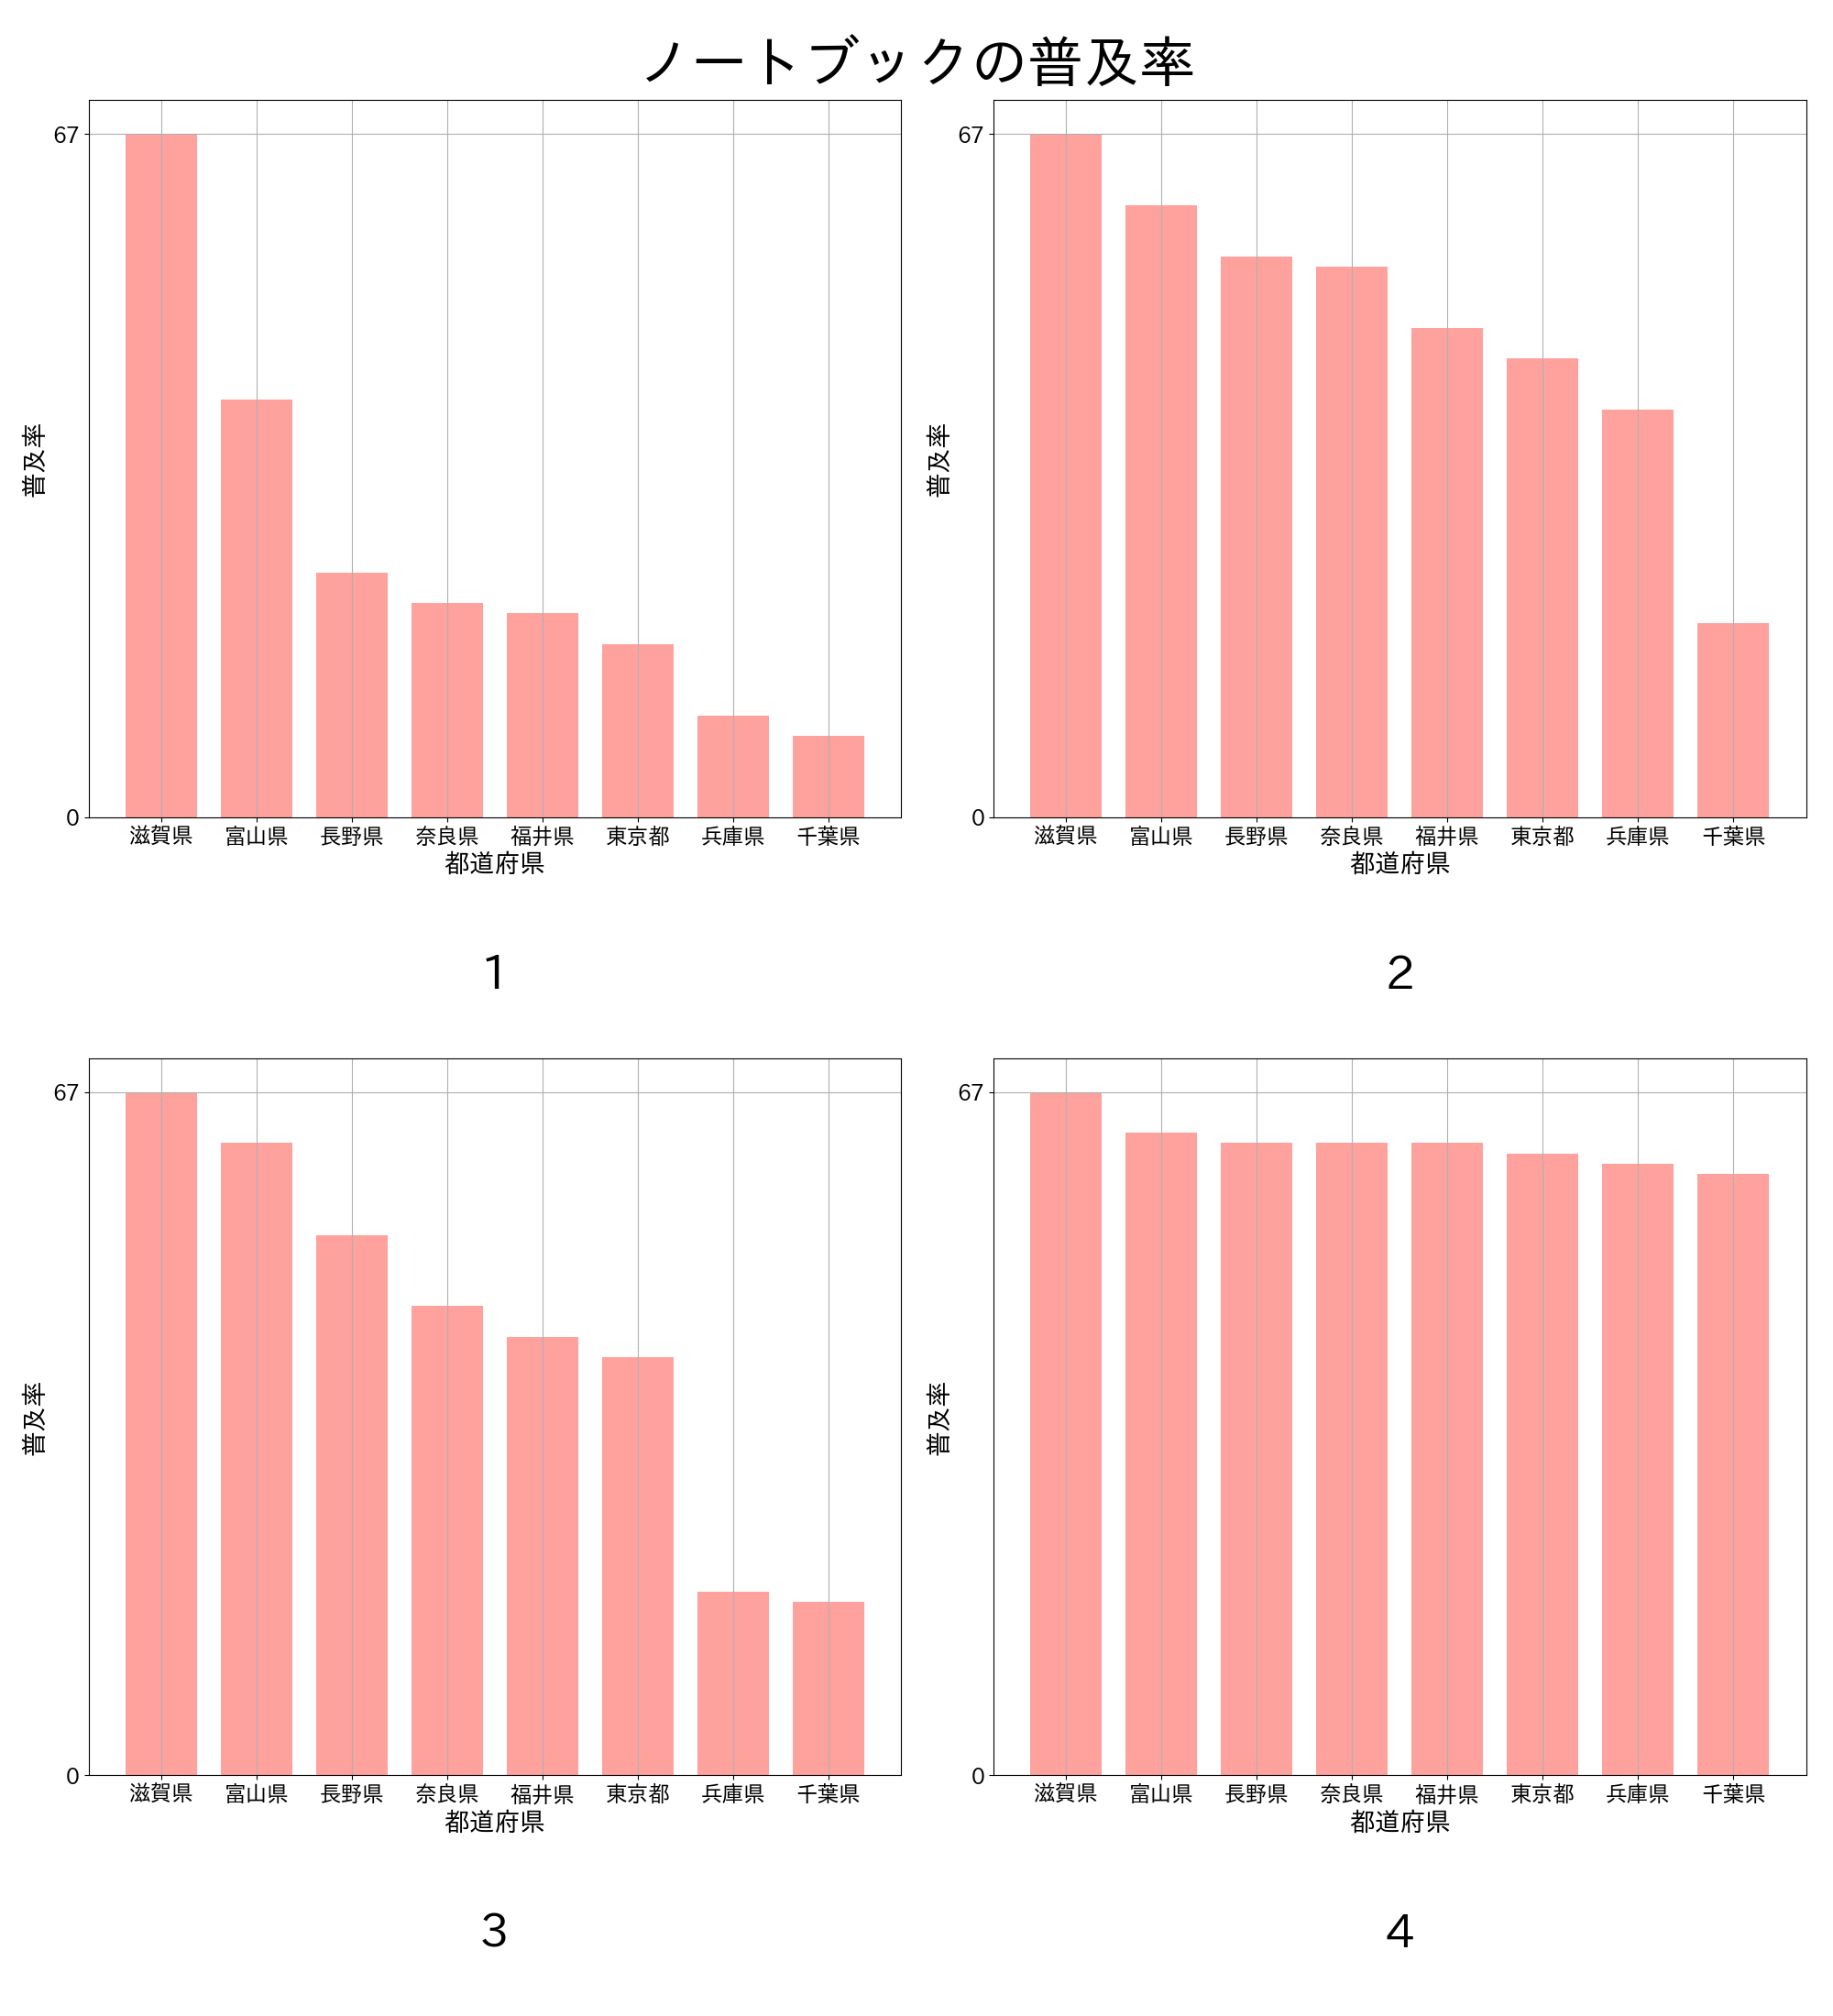 ノートブックの普及率
67
0
普及率
滋賀県 富山県 長野県 奈良県 福井県 東京都 兵庫県 千葉県
都道府県
1
67
0
普及率
滋賀県 富山県 長野県 奈良県 福井県 東京都 兵庫県 千葉県
都道府県
2
67
0
普及率
滋賀県 富山県 長野県 奈良県 福井県 東京都 兵庫県 千葉県
都道府県
3
67
0
普及率
滋賀県 富山県 長野県 奈良県 福井県 東京都 兵庫県 千葉県
都道府県
4